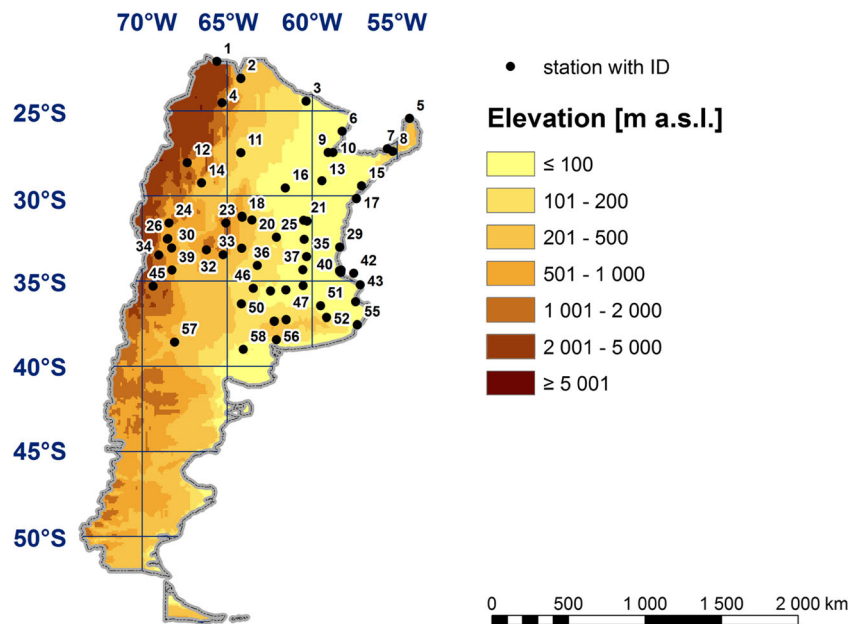 70°W 65°W 60°W 55°W
1
2
3
4
5
6
7
8
9
10
11
12
13
14
15
16
17
18
20
21
23
24
25
26
29
30
32
33
34
35
36
37
39
40
42
43
45
46
47
50
51
52
55
56
57
58
25°S
30°S
35°S
40°S
45°S
50°S
station with ID
Elevation [m a.s.l.]
≤ 100
101 - 200
201 - 500
501 - 1 000
1 001 - 2 000
2 001 - 5 000
≥ 5 001
0 500 1 000 1 500 2 000 km